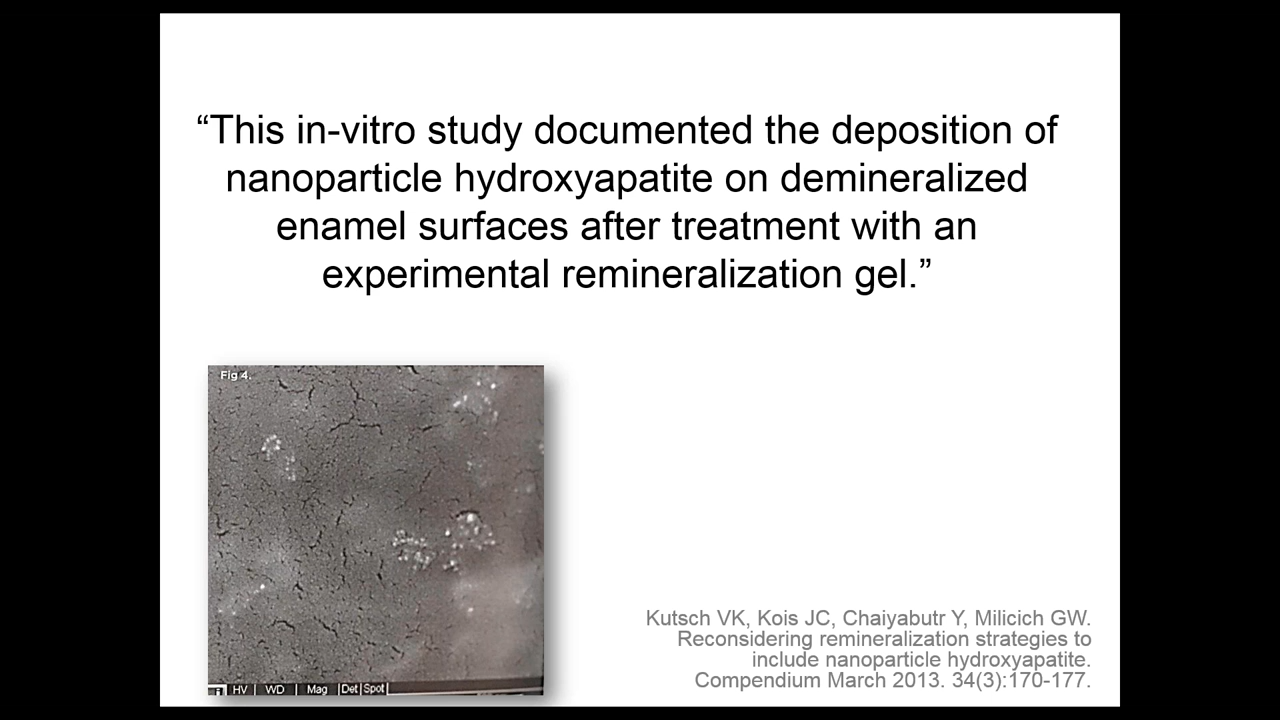 “This in-vitro study documented the deposition of
nanoparticle hydroxyapatite on demineralized
enamel surfaces after treatment with an
experimental remineralization gel.”
Fig 4.
HV | WD | Mag |Det|Spot|
Kutsch VK, Kois JC, Chaiyabutr Y, Milicich GW.
Reconsidering remineralization strategies to
include nanoparticle hydroxyapatite.
Compendium March 2013. 34(3):170-177.